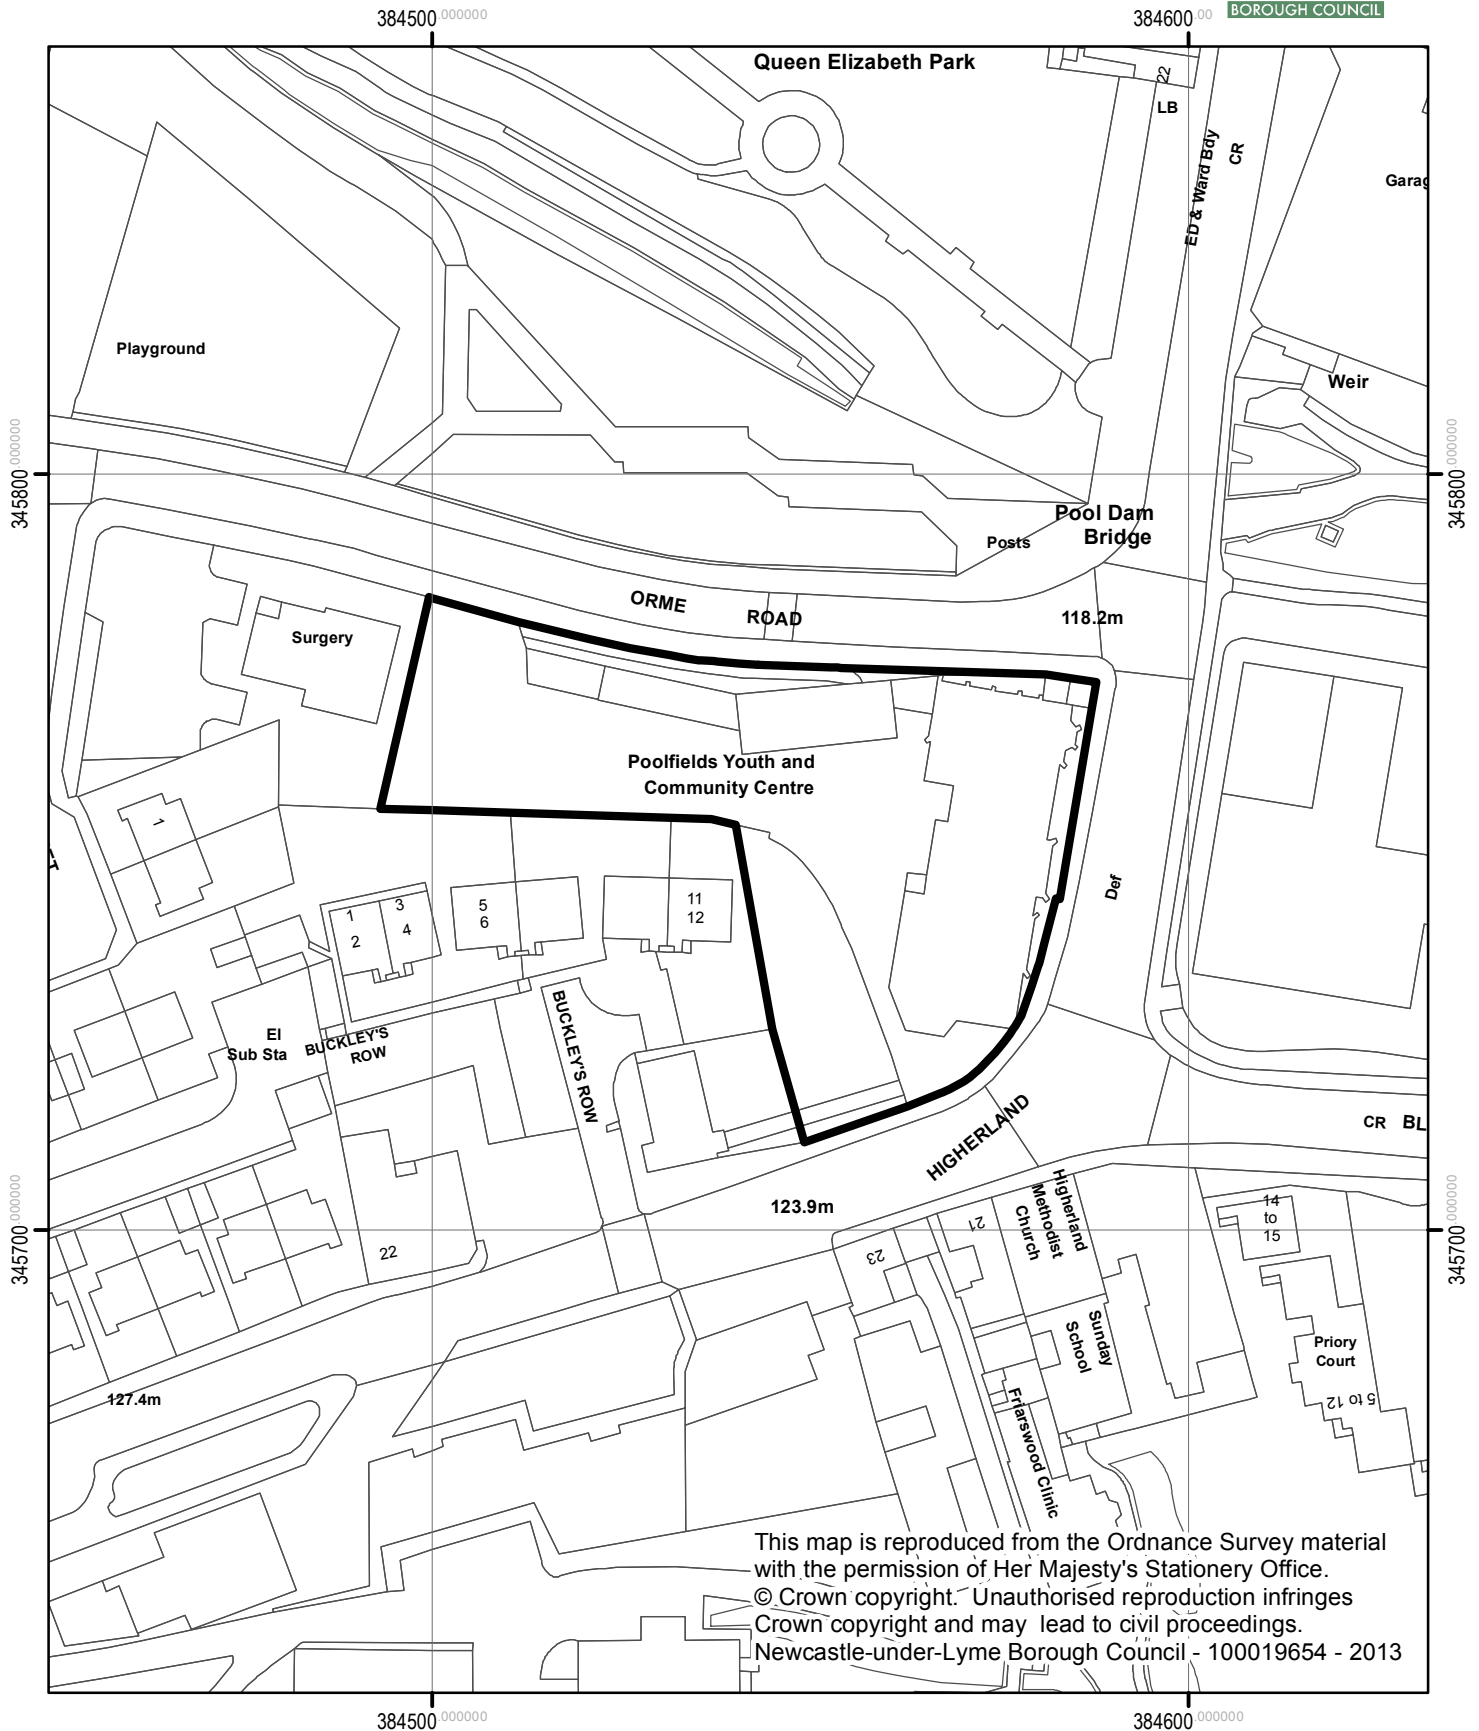 BOROUGH COUNCIL
384500.000000
384600.00
Queen Elizabeth Park
22
LB
ED & Ward Bdy
CR
Garag
Playground
Weir
345800.000000
345800.000000
Pool Dam
Bridge
Posts
ORME
ROAD
118.2m
Surgery
Poolfields Youth and
Community Centre
1
Def
1
2
3
4
5
6
11
12
El
Sub Sta
BUCKLEY'S
ROW
BUCKLEY'S ROW
HIGHERLAND
CR
BL
123.9m
345700.000000
345700.000000
22
23
21
Higherland
Methodist
Church
14
to
15
Sunday
School
Priory
Court
5 to 12
127.4m
Friarswood Clinic
This map is reproduced from the Ordnance Survey material
with the permission of Her Majesty's Stationery Office.
© Crown copyright. Unauthorised reproduction infringes
Crown copyright and may lead to civil proceedings.
Newcastle-under-Lyme Borough Council - 100019654 - 2013
384500.000000
384600.000000